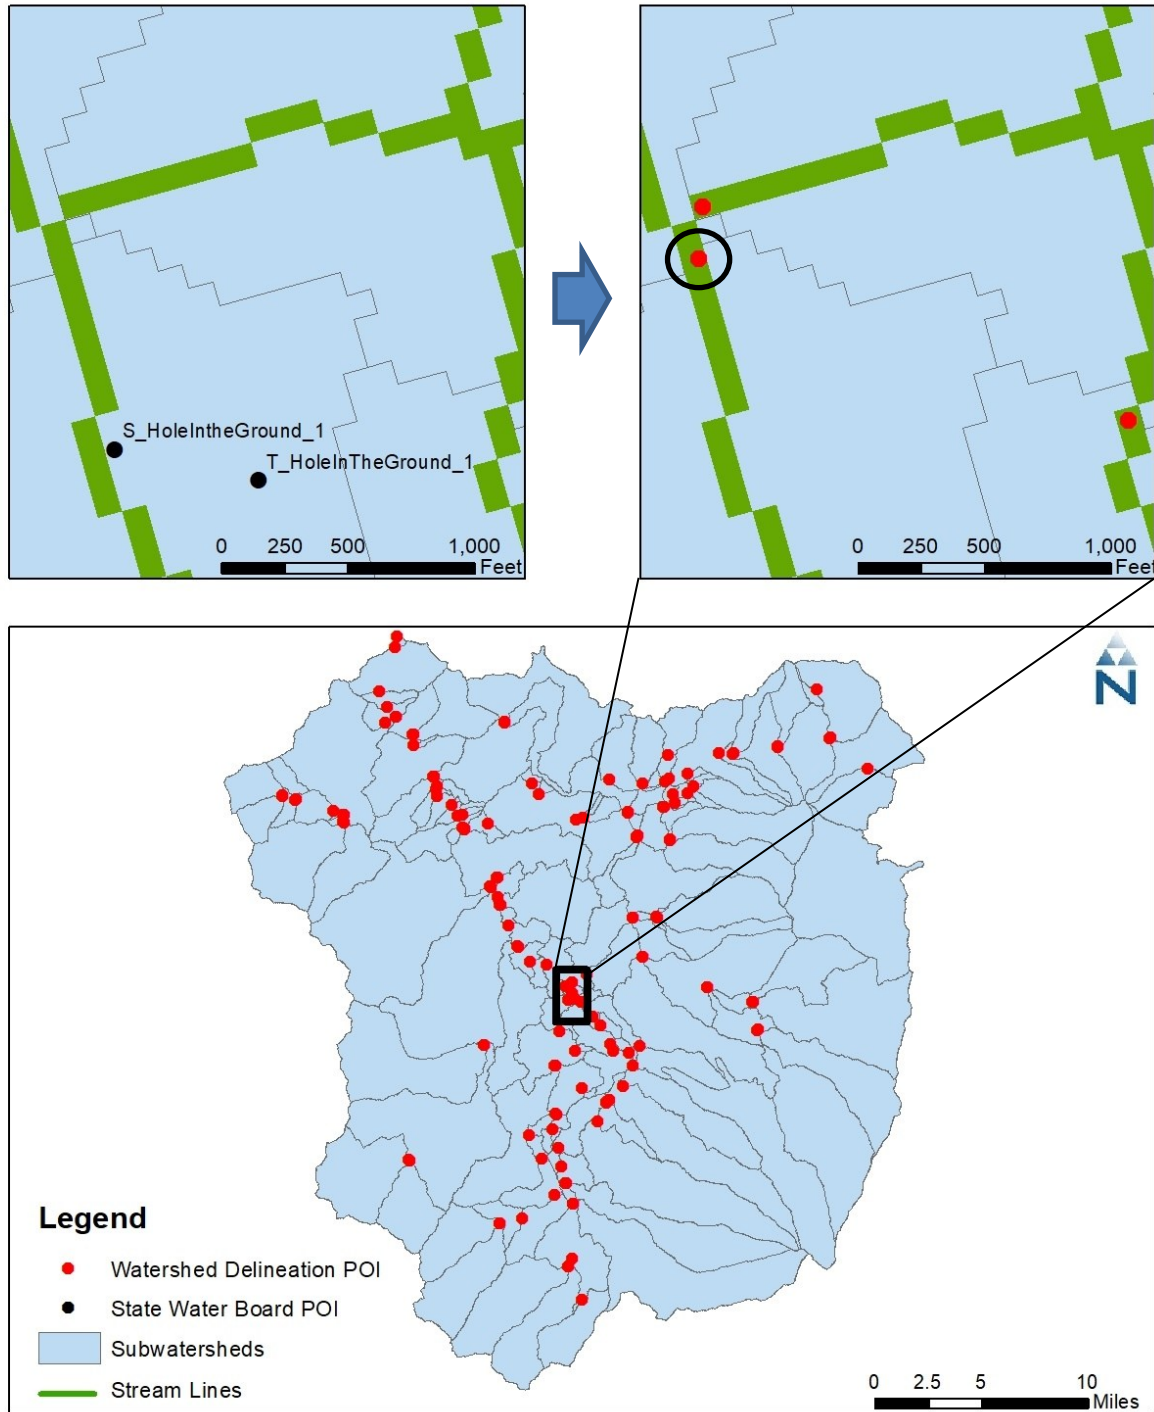 S_HoleIntheGround_1
T_HoleInTheGround_1
0 250 500 1,000
Feet
0 250 500 1,000
Feet
N
Legend
Watershed Delineation POI
State Water Board POI
Subwatersheds
Stream Lines
0 2.5 5 10
Miles